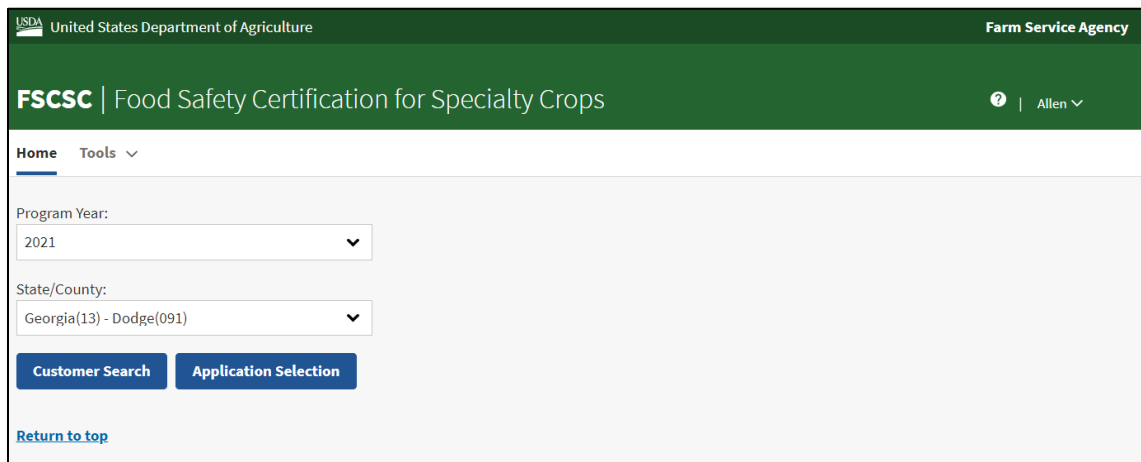 USDA United States Department of Agriculture Farm Service Agency
FSCSC | Food Safety Certification for Specialty Crops ? | Allen
Home Tools
Program Year:
2021
State/County:
Georgia(13) - Dodge(091)
Customer Search Application Selection
Return to top